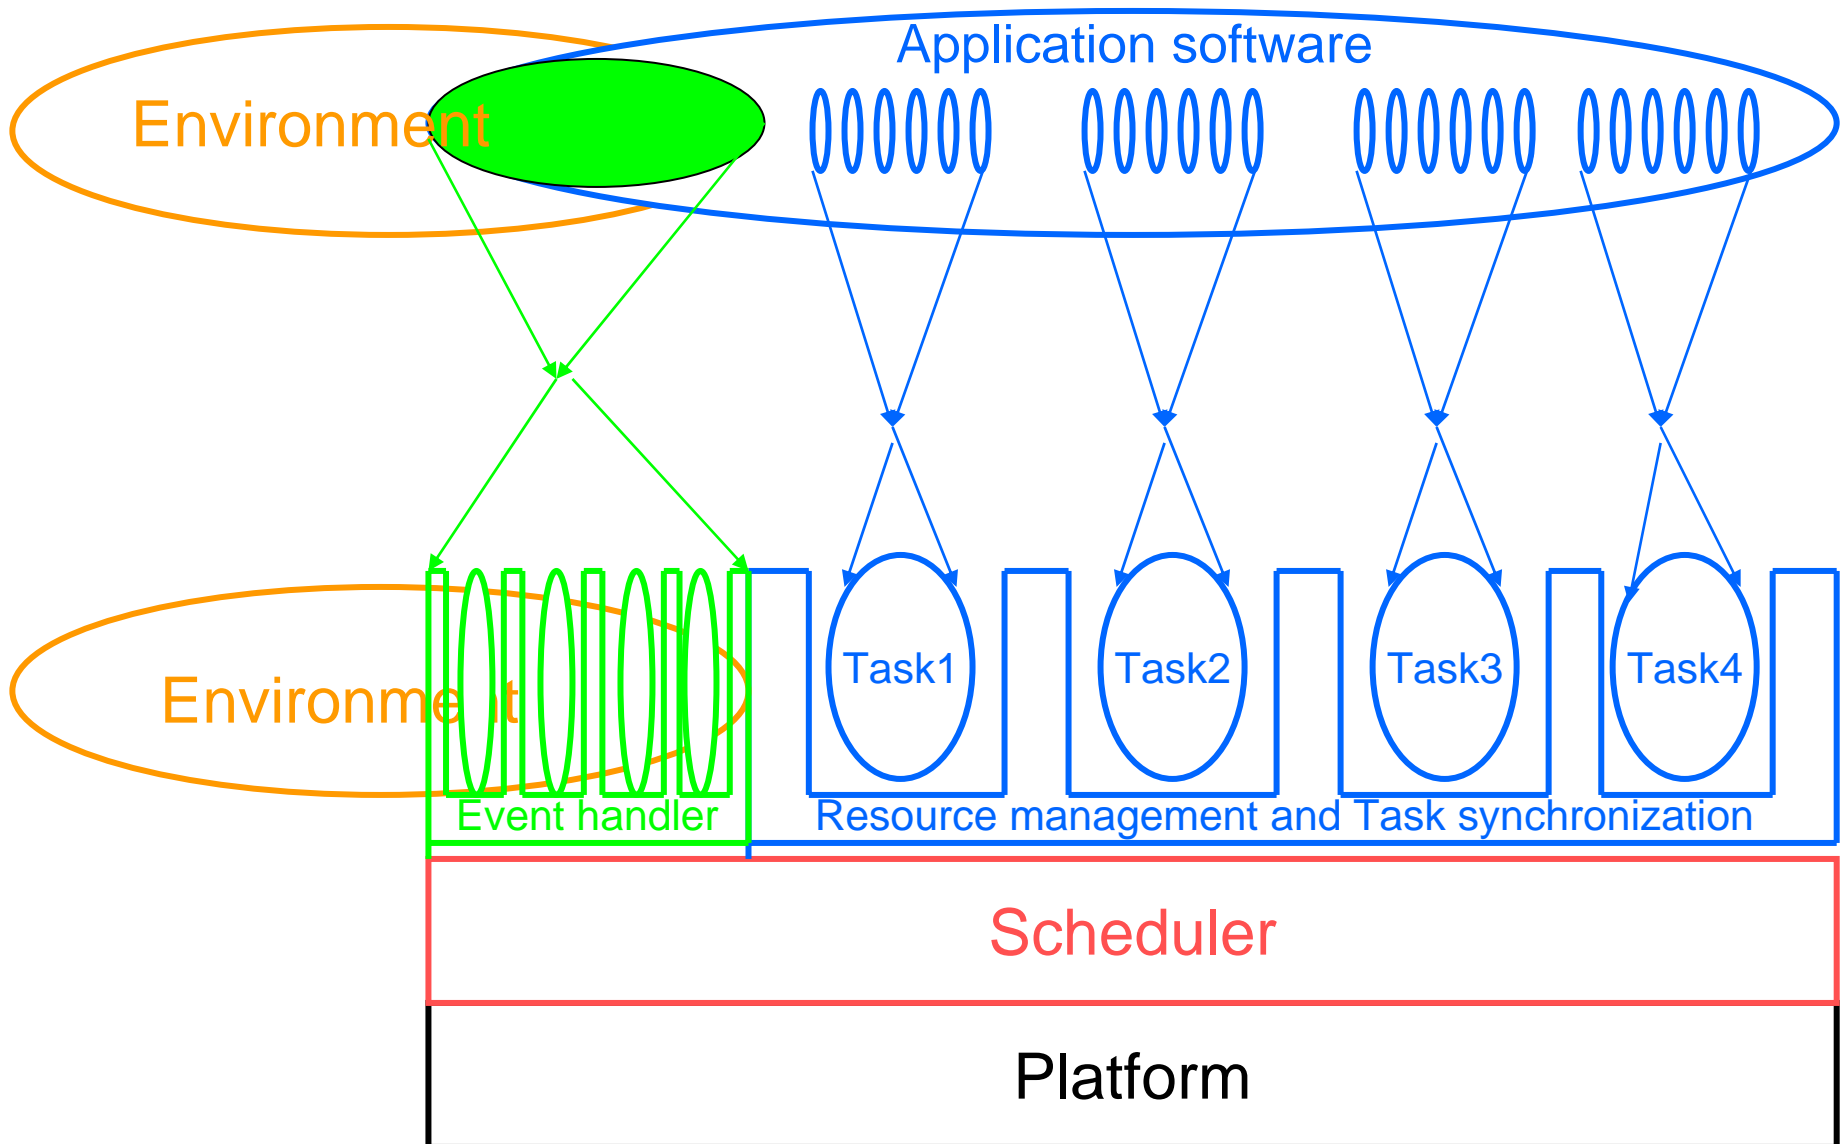 Application software
Environment
Task1
Task2
Task3
Task4
Environment
Event handler
Resource management and Task synchronization
Scheduler
Platform